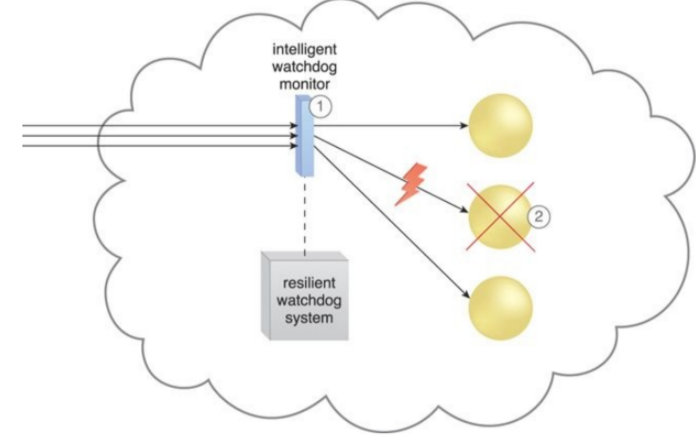 intelligent
watchdog
monitor
1
2
resilient
watchdog
system